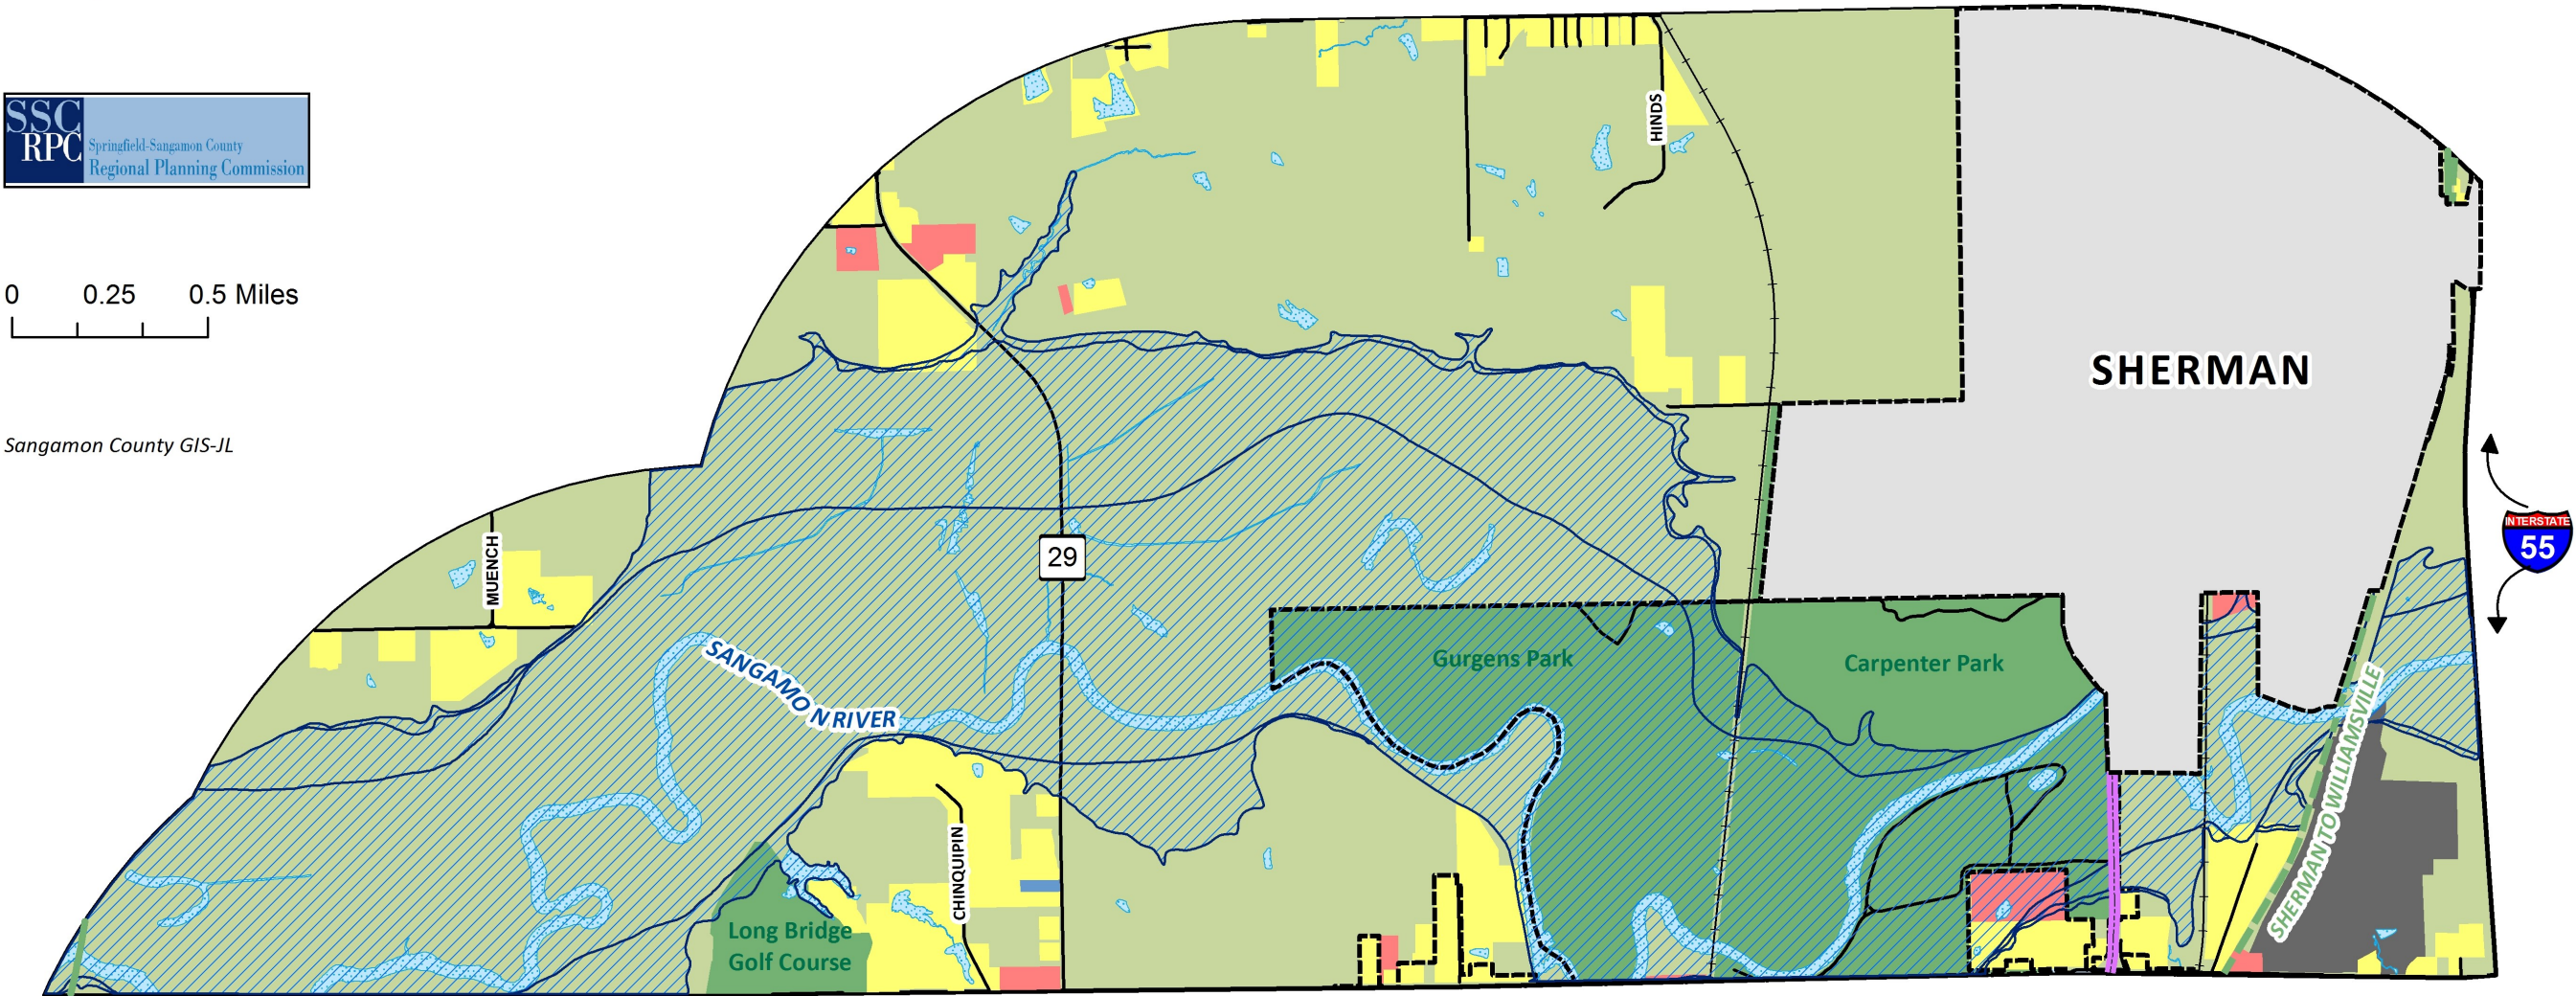 SSC
RPC
Springfield-Sangamon County
Regional Planning Commission
0 0.25 0.5 Miles
Sangamon County GIS-JL
HINDS
SHERMAN
INTERSTATE
55
MUENCH
29
SANGAMON RIVER
Gurgens Park
Carpenter Park
SHERMAN TO WILLIAMSVILLE
CHINQUIPIN
Long Bridge
Golf Course